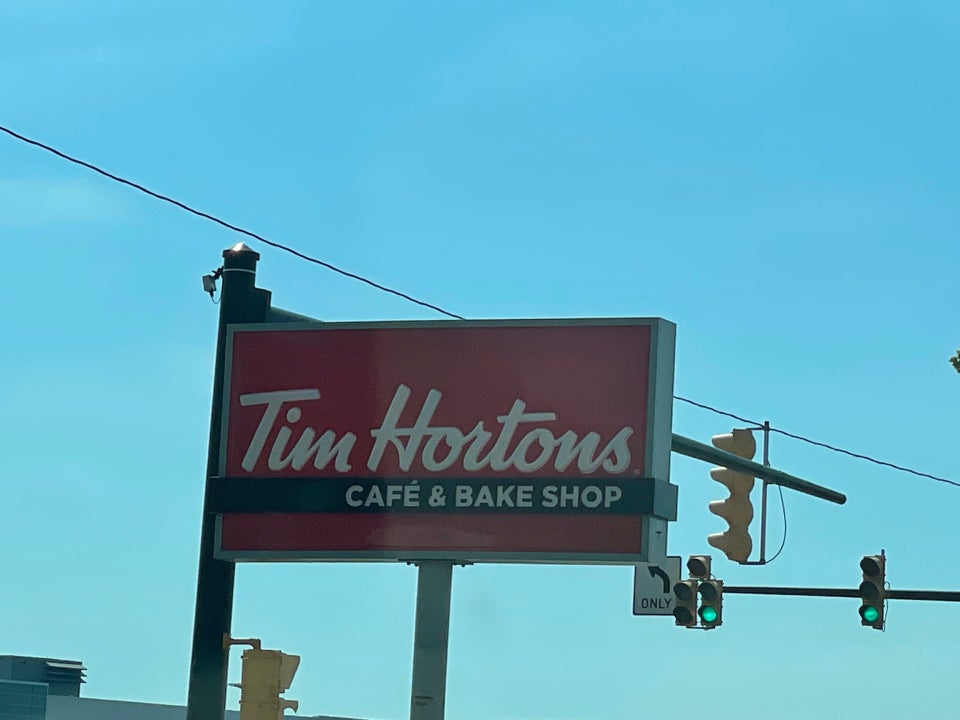 Tim Hortons
CAFÉ & BAKE SHOP
ONLY